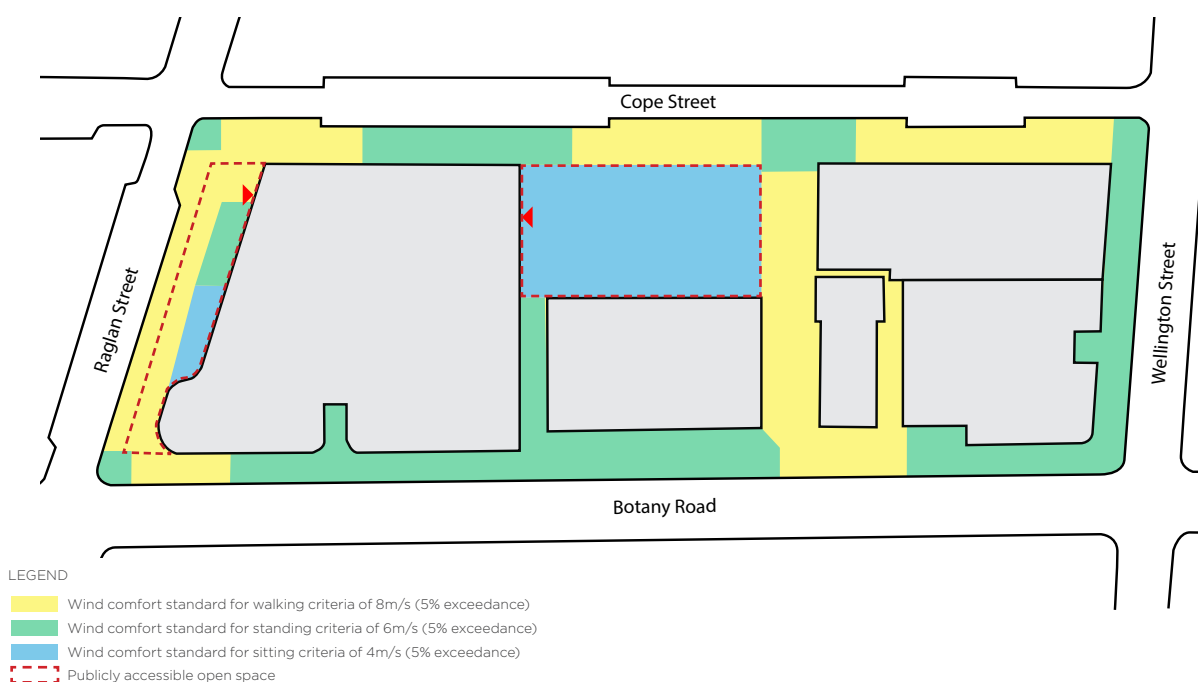 Cope Street
Raglan Street
Wellington Street
Botany Road
LEGEND
Wind comfort standard for walking criteria of 8m/s (5% exceedance)
Wind comfort standard for standing criteria of 6m/s (5% exceedance)
Wind comfort standard for sitting criteria of 4m/s (5% exceedance)
Publicly accessible open space